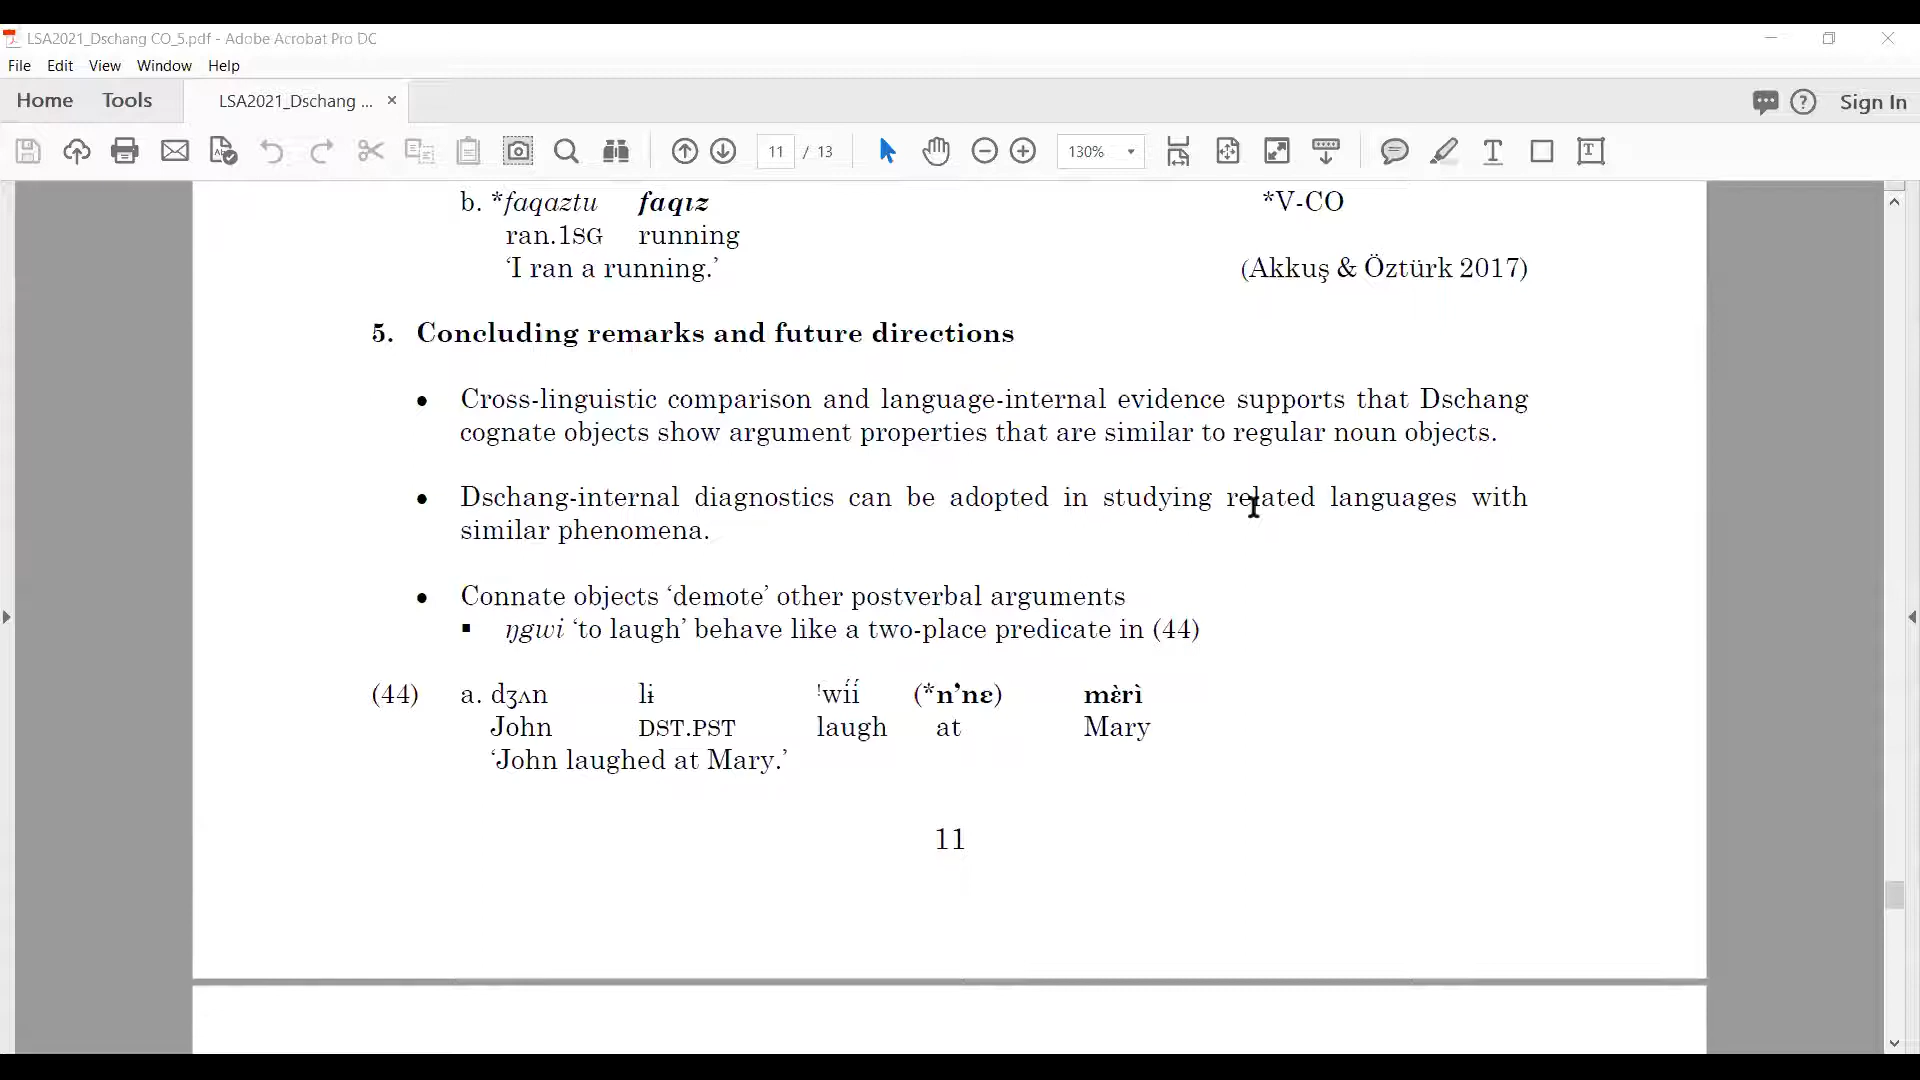 LSA2021_Dschang CO_5.pdf - Adobe Acrobat Pro DC
File Edit View Window Help
Home Tools LSA2021_Dschang ... × Sign In
11 / 13 130%
b. *faqaztu faqız *V-CO
ran.1SG running
‘I ran a running.’ (Akkuş & Öztürk 2017)
5. Concluding remarks and future directions
• Cross-linguistic comparison and language-internal evidence supports that Dschang
cognate objects show argument properties that are similar to regular noun objects.
• Dschang-internal diagnostics can be adopted in studying related languages with
similar phenomena.
• Connate objects ‘demote’ other postverbal arguments
▪ ŋgwi ‘to laugh’ behave like a two-place predicate in (44)
(44) a. dʒʌn lɨ ꜝwíí (*n’nɛ) mɛ̀rì
John DST.PST laugh at Mary
‘John laughed at Mary.’
11